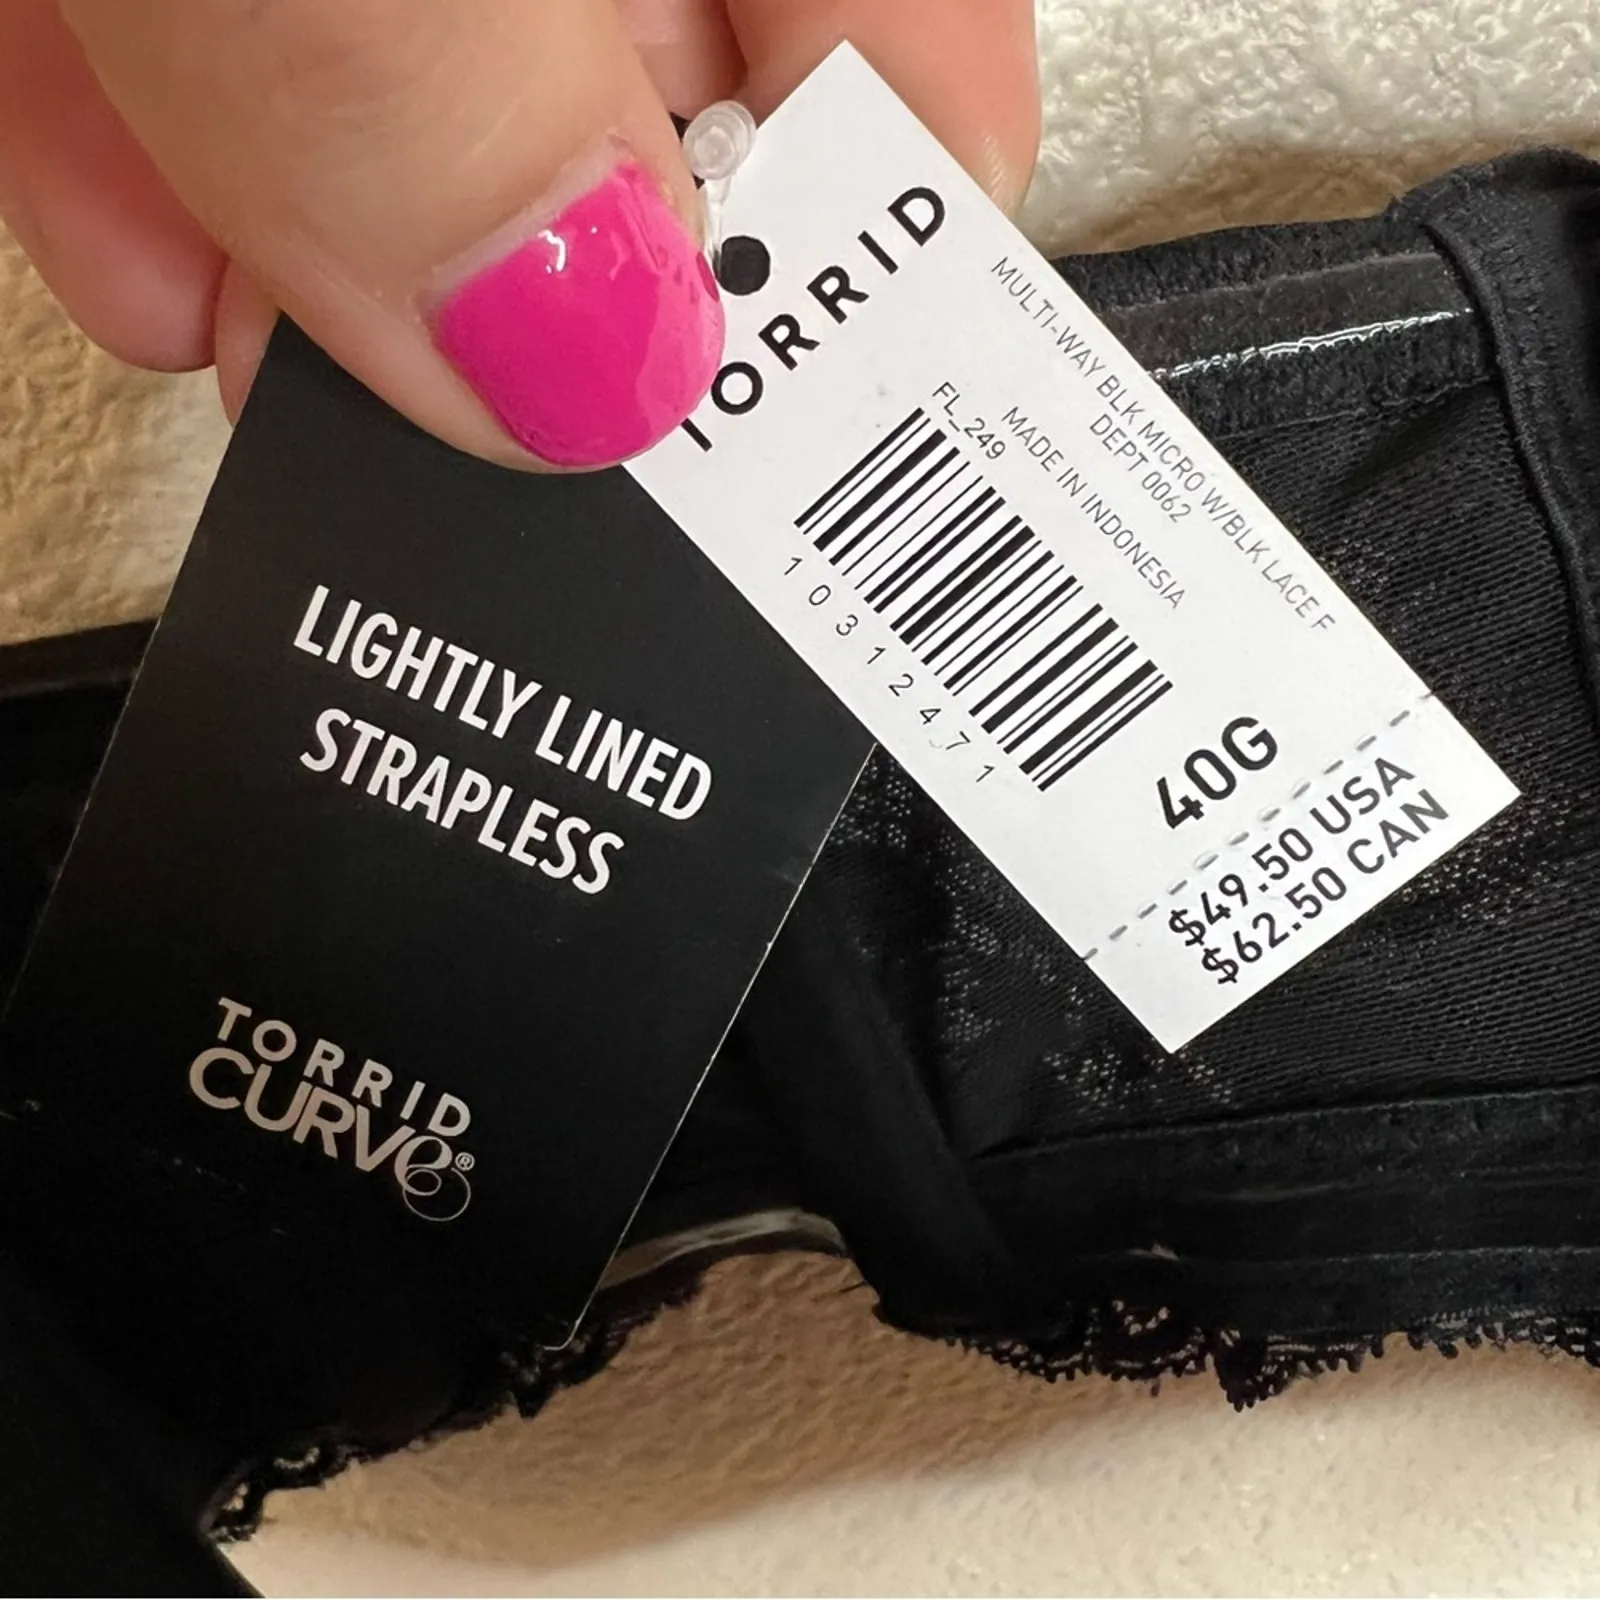 LIGHTLY LINED
STRAPLESS
TORRID
CURVE®
TORRID
MULTI-WAY BLK MICRO W/BLK LACE F
DEPT 0062
MADE IN INDONESIA
FL_249
10312471
40G
$49.50 USA
$62.50 CAN